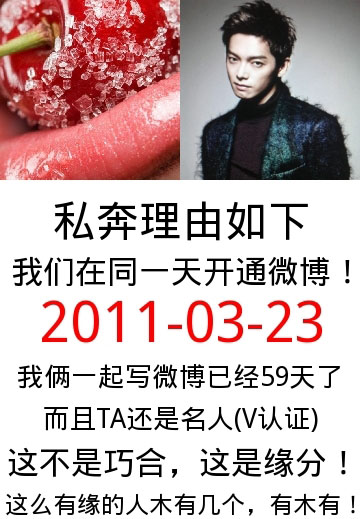 私奔理由如下
我们在同一天开通微博！
2011-03-23
我俩一起写微博已经59天了
而且TA还是名人(V认证)
这不是巧合，这是缘分！
这么有缘的人木有几个，有木有！